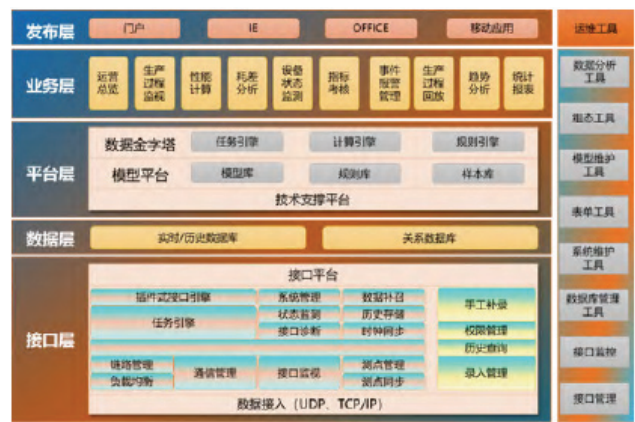 发布层
门户
IE
OFFICE
移动应用
业务层
运营
总览
生产
过程
监视
性能
计算
耗差
分析
设备
状态
监测
指标
考核
事件
报警
管理
生产
过程
回放
趋势
分析
统计
报表
平台层
数据金字塔
任务引擎
计算引擎
规则引擎
模型平台
模型库
规则库
样本库
技术支撑平台
数据层
实时/历史数据库
关系数据库
接口层
接口平台
插件式接口引擎
系统管理
数据补召
手工补录
任务引擎
状态监测
历史存储
接口诊断
时钟同步
权限管理
历史查询
链路管理
负载均衡
通信管理
接口监视
测点管理
测点同步
录入管理
数据接入(UDP、TCP/IP)
运维工具
数据分析
工具
组态工具
模型维护
工具
表单工具
系统维护
工具
数据库管理
工具
接口监控
接口管理